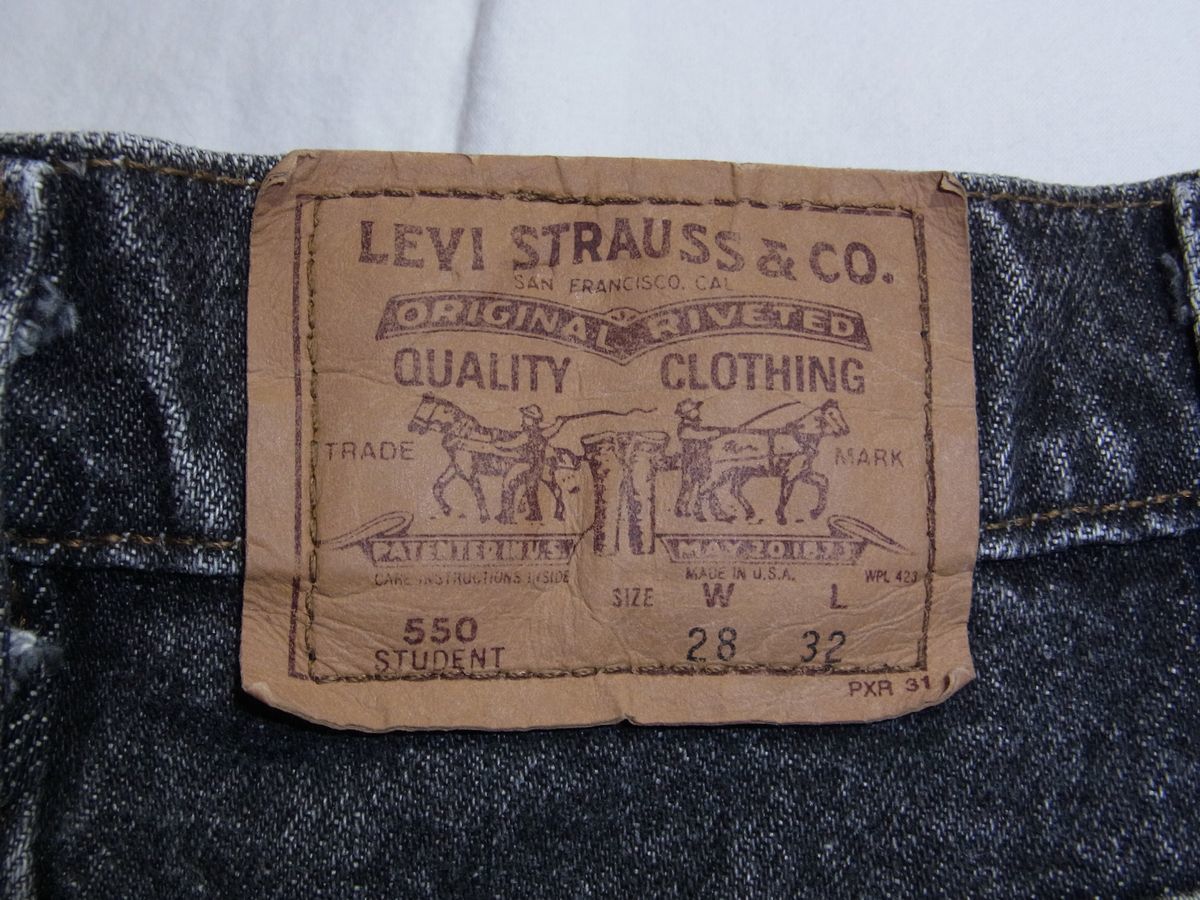 LEVI STRAUSS & CO.
SAN FRANCISCO, CAL
ORIGINAL RIVETED
QUALITY CLOTHING
TRADE MARK
PATENTED IN U.S. MAY 20 1873
CARE INSTRUCTIONS INSIDE MADE IN U.S.A. WPL 423
SIZE W L
550 28 32
STUDENT
PXR 31